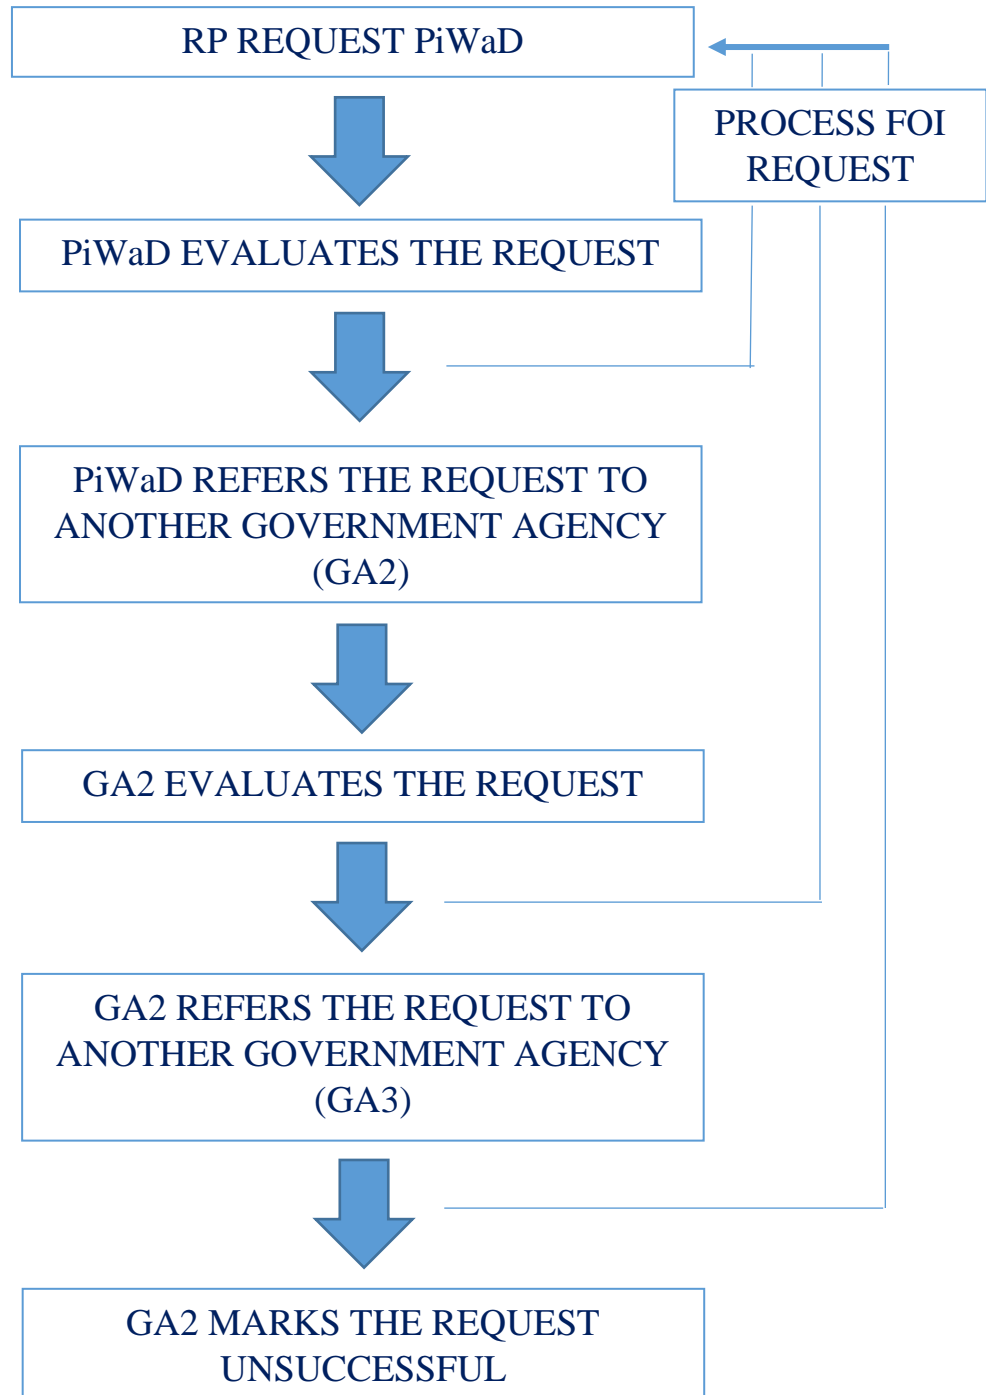 RP REQUEST PiWaD
PROCESS FOI
REQUEST
PiWaD EVALUATES THE REQUEST
PiWaD REFERS THE REQUEST TO
ANOTHER GOVERNMENT AGENCY
(GA2)
GA2 EVALUATES THE REQUEST
GA2 REFERS THE REQUEST TO
ANOTHER GOVERNMENT AGENCY
(GA3)
GA2 MARKS THE REQUEST
UNSUCCESSFUL